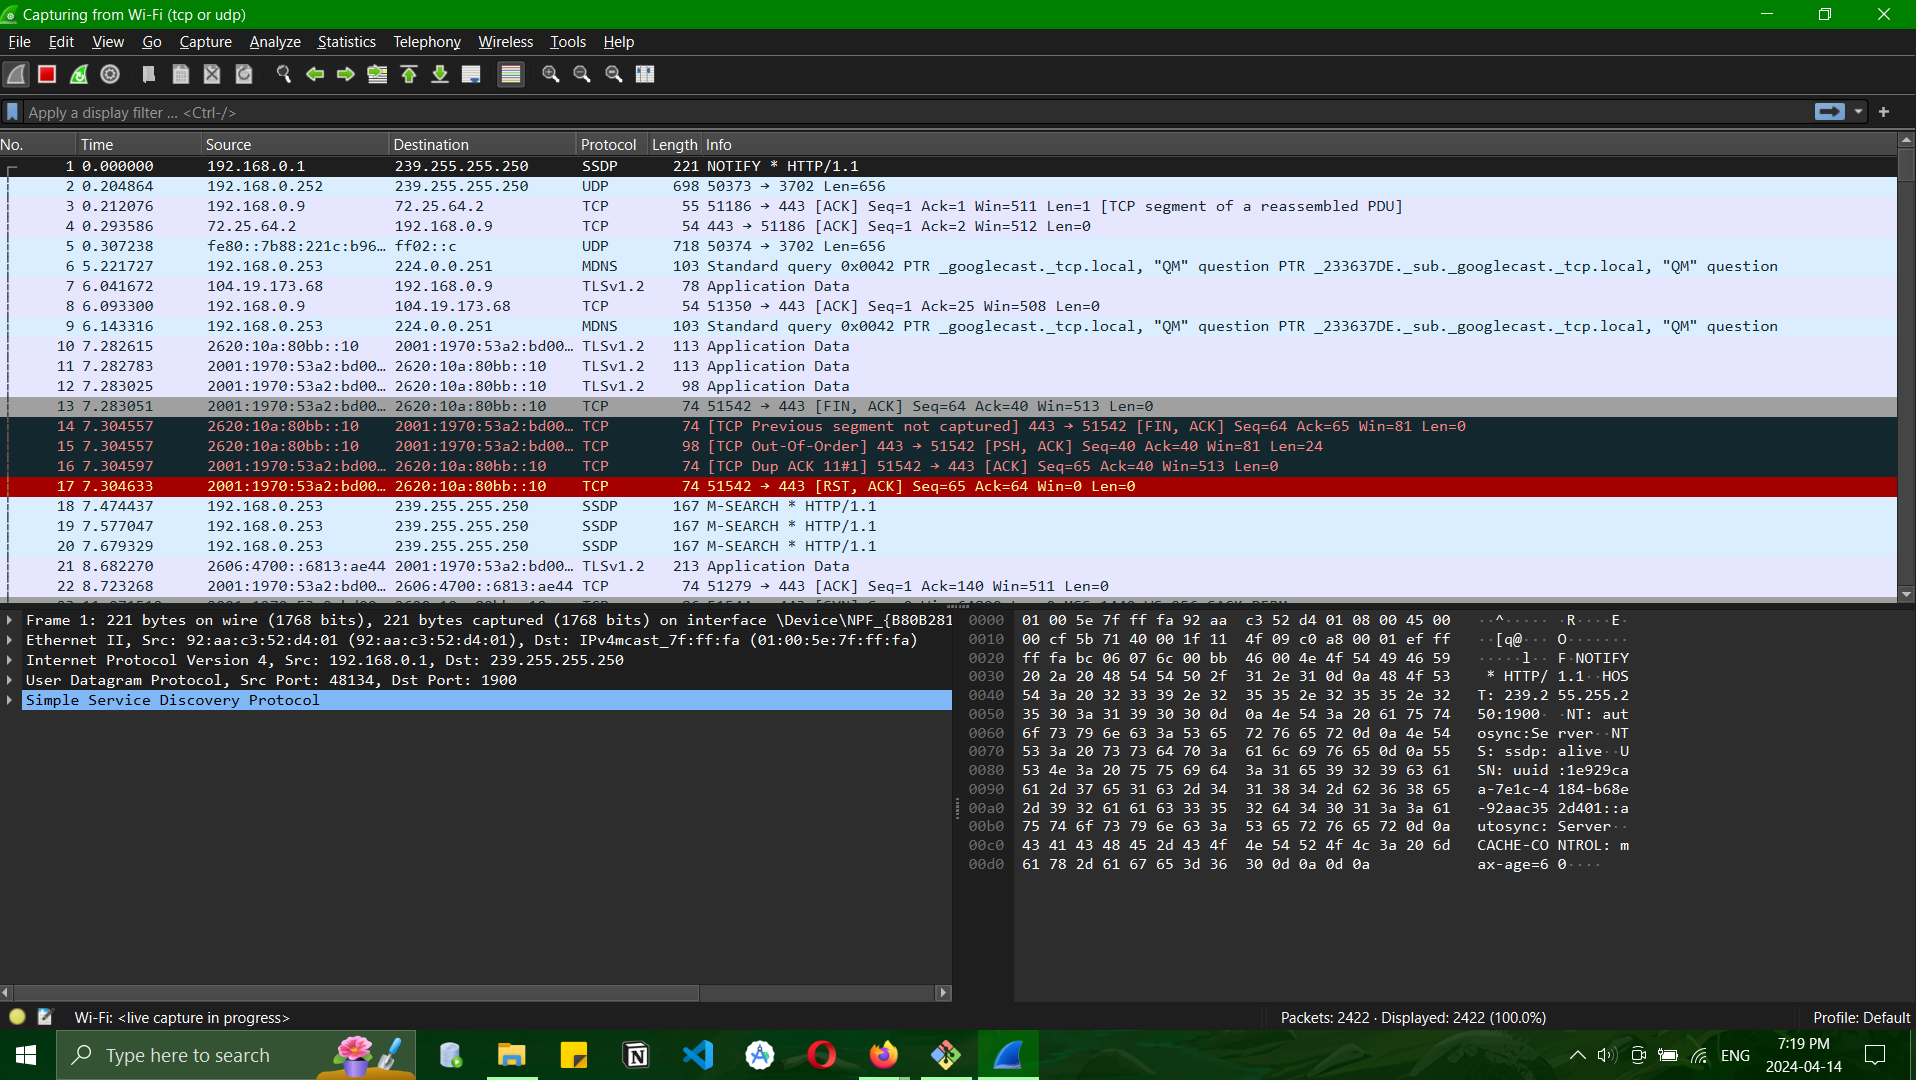 Capturing from Wi-Fi (tcp or udp)
File Edit View Go Capture Analyze Statistics Telephony Wireless Tools Help
Apply a display filter ... <Ctrl-/>
No. Time Source Destination Protocol Length Info
1 0.000000 192.168.0.1 239.255.255.250 SSDP 221 NOTIFY * HTTP/1.1
2 0.204864 192.168.0.252 239.255.255.250 UDP 698 50373 → 3702 Len=656
3 0.212076 192.168.0.9 72.25.64.2 TCP 55 51186 → 443 [ACK] Seq=1 Ack=1 Win=511 Len=1 [TCP segment of a reassembled PDU]
4 0.293586 72.25.64.2 192.168.0.9 TCP 54 443 → 51186 [ACK] Seq=1 Ack=2 Win=512 Len=0
5 0.307238 fe80::7b88:221c:b96… ff02::c UDP 718 50374 → 3702 Len=656
6 5.221727 192.168.0.253 224.0.0.251 MDNS 103 Standard query 0x0042 PTR _googlecast._tcp.local, "QM" question PTR _233637DE._sub._googlecast._tcp.local, "QM" question
7 6.041672 104.19.173.68 192.168.0.9 TLSv1.2 78 Application Data
8 6.093300 192.168.0.9 104.19.173.68 TCP 54 51350 → 443 [ACK] Seq=1 Ack=25 Win=508 Len=0
9 6.143316 192.168.0.253 224.0.0.251 MDNS 103 Standard query 0x0042 PTR _googlecast._tcp.local, "QM" question PTR _233637DE._sub._googlecast._tcp.local, "QM" question
10 7.282615 2620:10a:80bb::10 2001:1970:53a2:bd00… TLSv1.2 113 Application Data
11 7.282783 2001:1970:53a2:bd00… 2620:10a:80bb::10 TLSv1.2 113 Application Data
12 7.283025 2001:1970:53a2:bd00… 2620:10a:80bb::10 TLSv1.2 98 Application Data
13 7.283051 2001:1970:53a2:bd00… 2620:10a:80bb::10 TCP 74 51542 → 443 [FIN, ACK] Seq=64 Ack=40 Win=513 Len=0
14 7.304557 2620:10a:80bb::10 2001:1970:53a2:bd00… TCP 74 [TCP Previous segment not captured] 443 → 51542 [FIN, ACK] Seq=64 Ack=65 Win=81 Len=0
15 7.304557 2620:10a:80bb::10 2001:1970:53a2:bd00… TCP 98 [TCP Out-Of-Order] 443 → 51542 [PSH, ACK] Seq=40 Ack=40 Win=81 Len=24
16 7.304597 2001:1970:53a2:bd00… 2620:10a:80bb::10 TCP 74 [TCP Dup ACK 11#1] 51542 → 443 [ACK] Seq=65 Ack=40 Win=513 Len=0
17 7.304633 2001:1970:53a2:bd00… 2620:10a:80bb::10 TCP 74 51542 → 443 [RST, ACK] Seq=65 Ack=64 Win=0 Len=0
18 7.474437 192.168.0.253 239.255.255.250 SSDP 167 M-SEARCH * HTTP/1.1
19 7.577047 192.168.0.253 239.255.255.250 SSDP 167 M-SEARCH * HTTP/1.1
20 7.679329 192.168.0.253 239.255.255.250 SSDP 167 M-SEARCH * HTTP/1.1
21 8.682270 2606:4700::6813:ae44 2001:1970:53a2:bd00… TLSv1.2 213 Application Data
22 8.723268 2001:1970:53a2:bd00… 2606:4700::6813:ae44 TCP 74 51279 → 443 [ACK] Seq=1 Ack=140 Win=511 Len=0
Frame 1: 221 bytes on wire (1768 bits), 221 bytes captured (1768 bits) on interface \Device\NPF_{B80B281
Ethernet II, Src: 92:aa:c3:52:d4:01 (92:aa:c3:52:d4:01), Dst: IPv4mcast_7f:ff:fa (01:00:5e:7f:ff:fa)
Internet Protocol Version 4, Src: 192.168.0.1, Dst: 239.255.255.250
User Datagram Protocol, Src Port: 48134, Dst Port: 1900
Simple Service Discovery Protocol
0000 01 00 5e 7f ff fa 92 aa c3 52 d4 01 08 00 45 00 ··^····· ·R····E·
0010 00 cf 5b 71 40 00 1f 11 4f 09 c0 a8 00 01 ef ff ··[q@··· O·······
0020 ff fa bc 06 07 6c 00 bb 46 00 4e 4f 54 49 46 59 ·····l·· F·NOTIFY
0030 20 2a 20 48 54 54 50 2f 31 2e 31 0d 0a 48 4f 53 * HTTP/ 1.1··HOS
0040 54 3a 20 32 33 39 2e 32 35 35 2e 32 35 35 2e 32 T: 239.2 55.255.2
0050 35 30 3a 31 39 30 30 0d 0a 4e 54 3a 20 61 75 74 50:1900· ·NT: aut
0060 6f 73 79 6e 63 3a 53 65 72 76 65 72 0d 0a 4e 54 osync:Se rver··NT
0070 53 3a 20 73 73 64 70 3a 61 6c 69 76 65 0d 0a 55 S: ssdp: alive··U
0080 53 4e 3a 20 75 75 69 64 3a 31 65 39 32 39 63 61 SN: uuid :1e929ca
0090 61 2d 37 65 31 63 2d 34 31 38 34 2d 62 36 38 65 a-7e1c-4 184-b68e
00a0 2d 39 32 61 61 63 33 35 32 64 34 30 31 3a 3a 61 -92aac35 2d401::a
00b0 75 74 6f 73 79 6e 63 3a 53 65 72 76 65 72 0d 0a utosync: Server··
00c0 43 41 43 48 45 2d 43 4f 4e 54 52 4f 4c 3a 20 6d CACHE-CO NTROL: m
00d0 61 78 2d 61 67 65 3d 36 30 0d 0a 0d 0a ax-age=6 0····
Wi-Fi: <live capture in progress> Packets: 2422 · Displayed: 2422 (100.0%) Profile: Default
Type here to search ENG 7:19 PM
2024-04-14